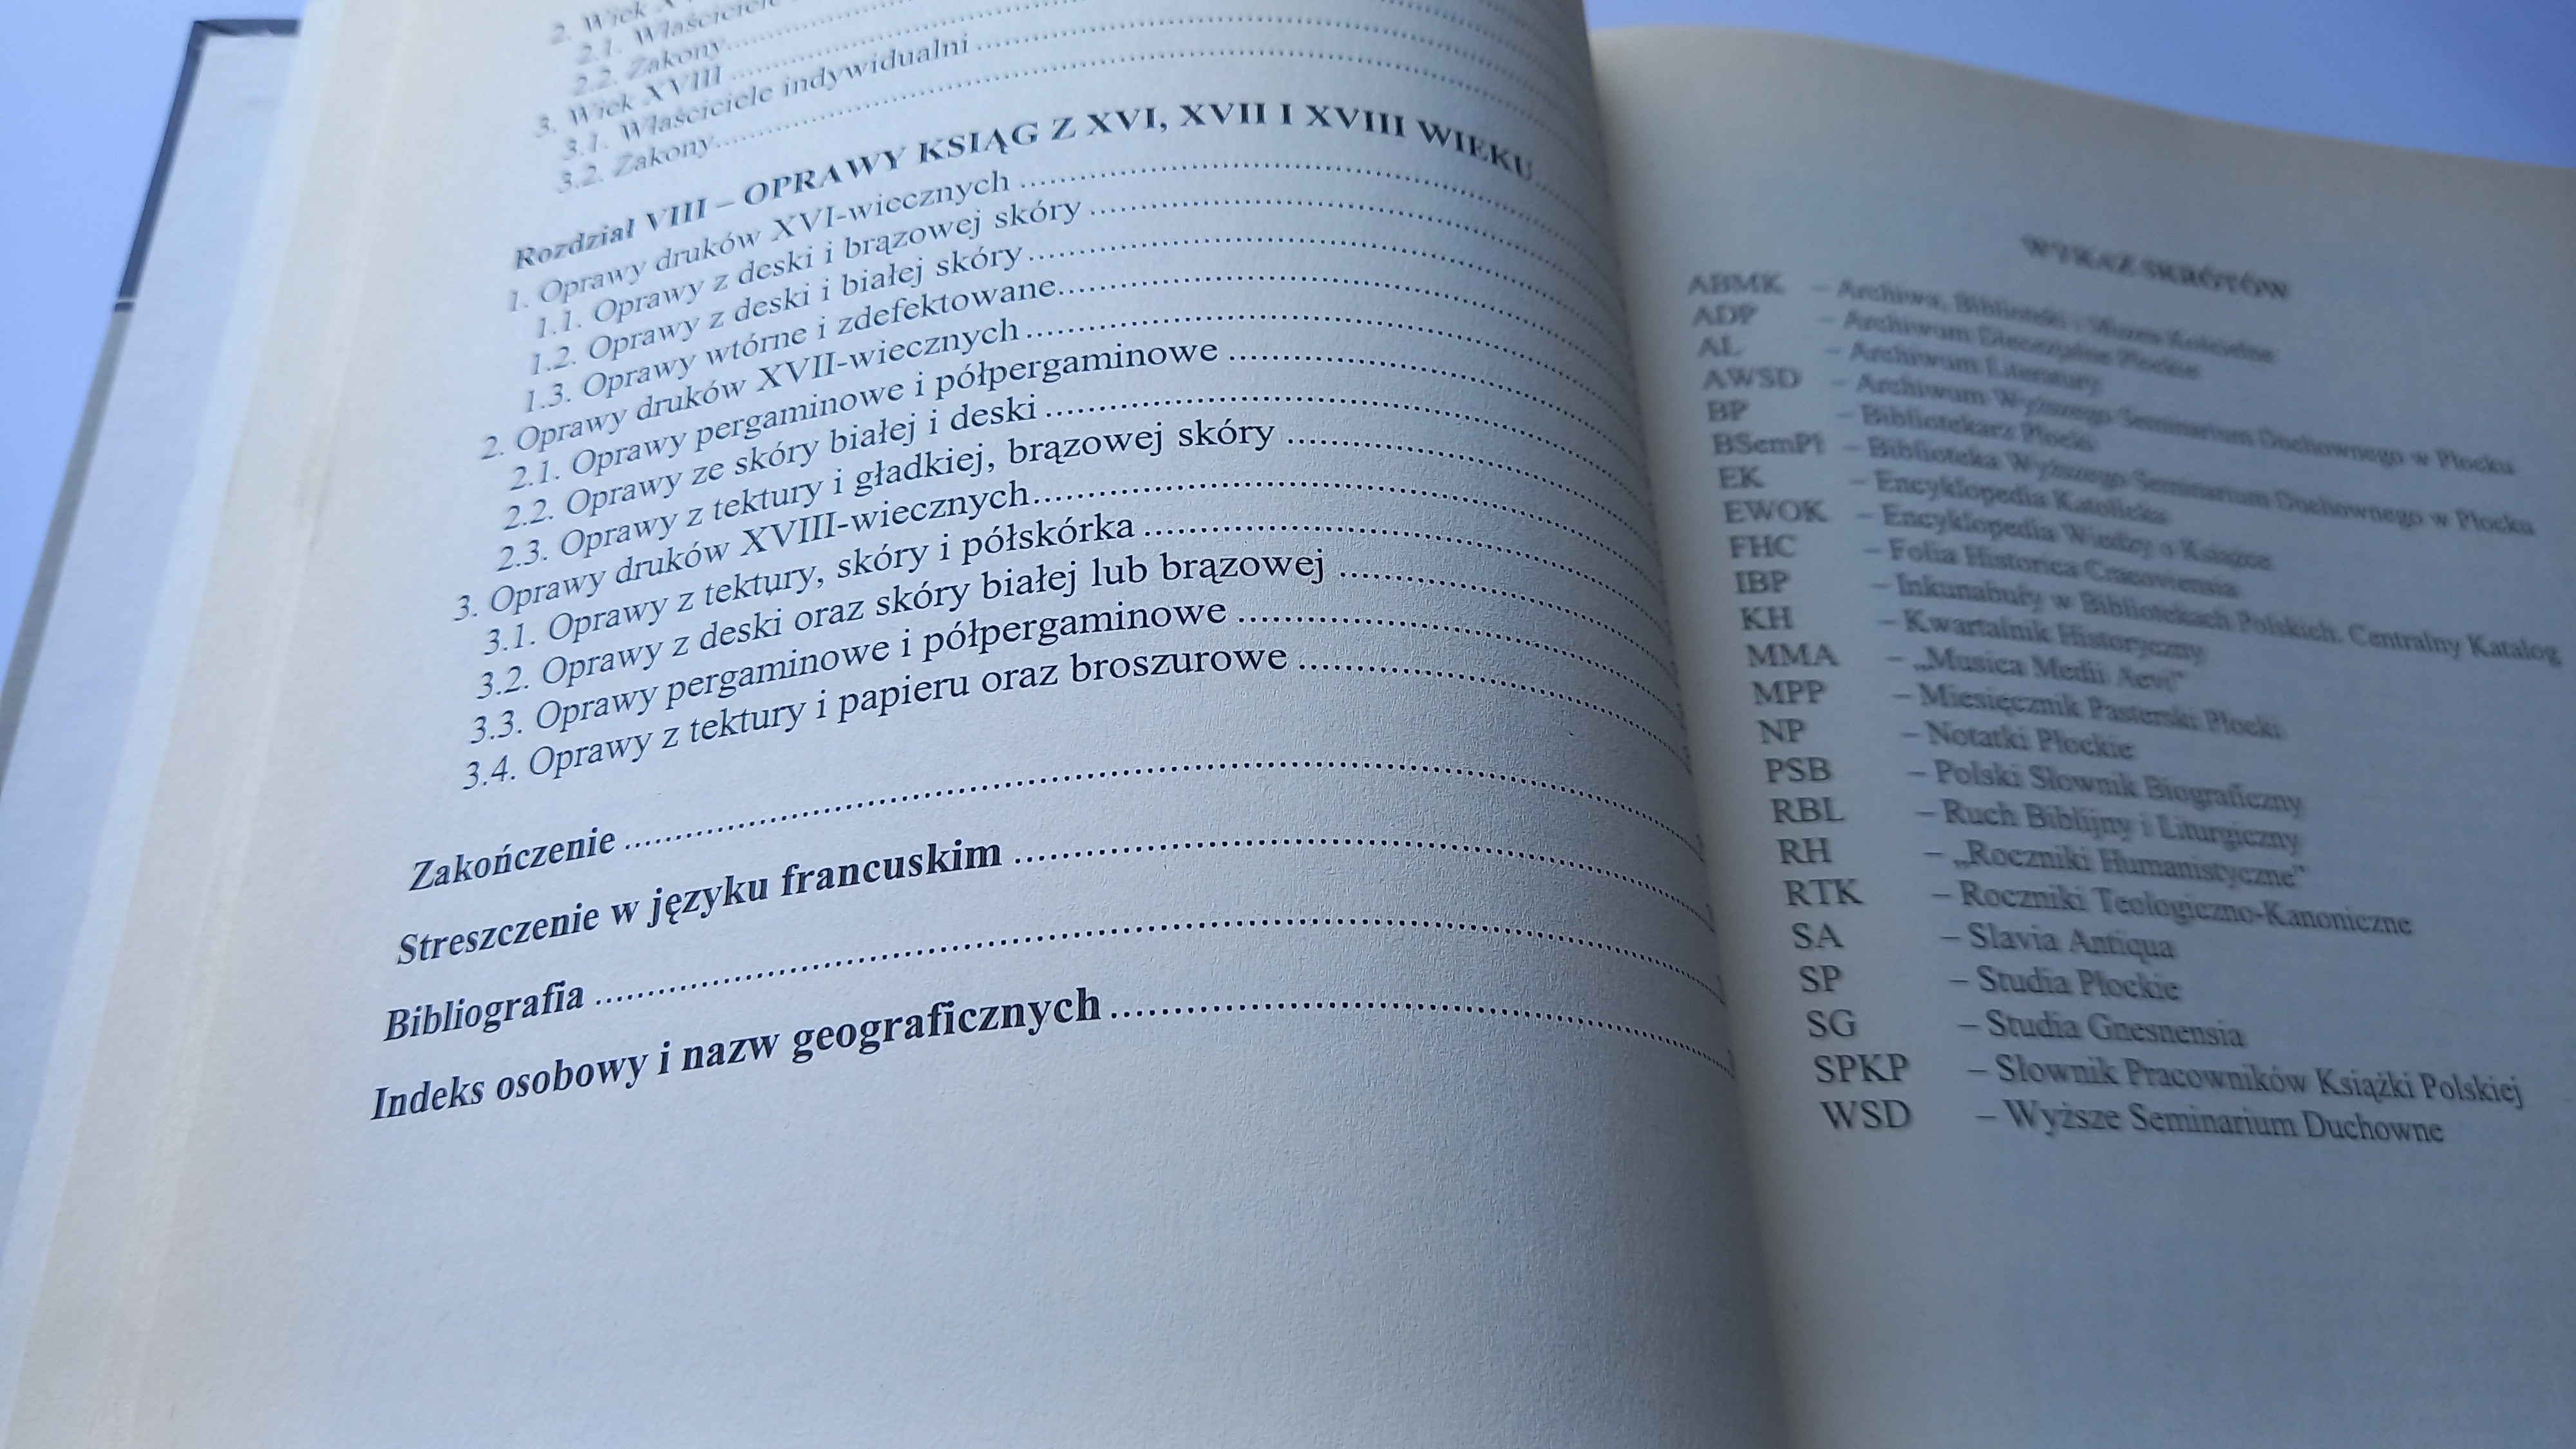 2. Wiek
2.1. Właściciele
2.2. Zakony
3. Wiek XVIII
3.1. Właściciele indywidualni
3.2. Zakony
Rozdział VIII – OPRAWY KSIĄG Z XVI, XVII I XVIII WIEKU
1. Oprawy druków XVI-wiecznych
1.1. Oprawy z deski i brązowej skóry
1.2. Oprawy z deski i białej skóry
1.3. Oprawy wtórne i zdefektowane
2. Oprawy druków XVII-wiecznych
2.1. Oprawy pergaminowe i półpergaminowe
2.2. Oprawy ze skóry białej i deski
2.3. Oprawy z tektury i gładkiej, brązowej skóry
3. Oprawy druków XVIII-wiecznych
3.1. Oprawy z tektury, skóry i półskórka
3.2. Oprawy z deski oraz skóry białej lub brązowej
3.3. Oprawy pergaminowe i półpergaminowe
3.4. Oprawy z tektury i papieru oraz broszurowe
Zakończenie
Streszczenie w języku francuskim
Bibliografia
Indeks osobowy i nazw geograficznych
WYKAZ SKRÓTÓW
ABMK – Archiwa, Biblioteki i Muzea Kościelne
ADP – Archiwum Diecezjalne Płockie
AL – Archiwum Literatury
AWSD – Archiwum Wyższego Seminarium Duchownego w Płocku
BP – Bibliotekarz Płocki
BSemPł – Biblioteka Wyższego Seminarium Duchownego w Płocku
EK – Encyklopedia Katolicka
EWOK – Encyklopedia Wiedzy o Książce
FHC – Folia Historica Cracoviensia
IBP – Inkunabuły w Bibliotekach Polskich. Centralny Katalog
KH – Kwartalnik Historyczny
MMA – „Musica Medii Aevi"
MPP – Miesięcznik Pasterski Płocki
NP – Notatki Płockie
PSB – Polski Słownik Biograficzny
RBL – Ruch Biblijny i Liturgiczny
RH – „Roczniki Humanistyczne"
RTK – Roczniki Teologiczno-Kanoniczne
SA – Slavia Antiqua
SP – Studia Płockie
SG – Studia Gnesnensia
SPKP – Słownik Pracowników Książki Polskiej
WSD – Wyższe Seminarium Duchowne